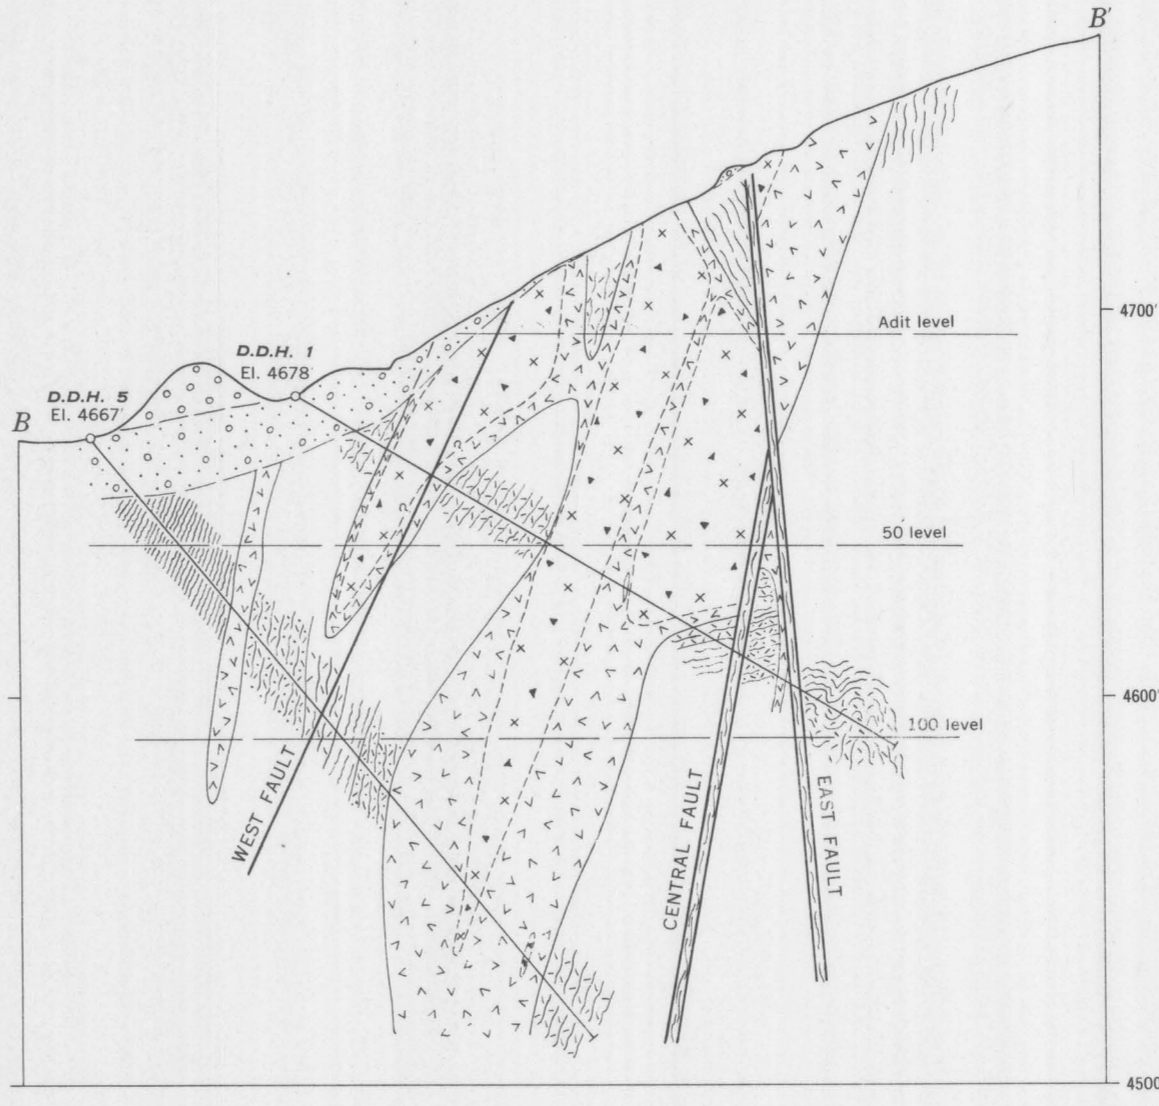 B'
4700'
Adit level
D.D.H. 1
El. 4678'
D.D.H. 5
El. 4667'
B
50 level
4600'
100 level
WEST FAULT
CENTRAL FAULT
EAST FAULT
4500